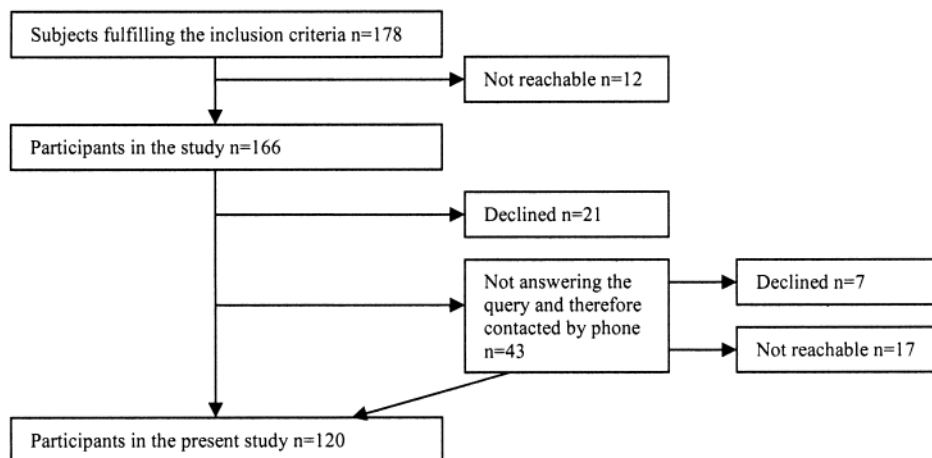 Subjects fulfilling the inclusion criteria n=178
Not reachable n=12
Participants in the study n=166
Declined n=21
Not answering the
query and therefore
contacted by phone
n=43
Declined n=7
Not reachable n=17
Participants in the present study n=120